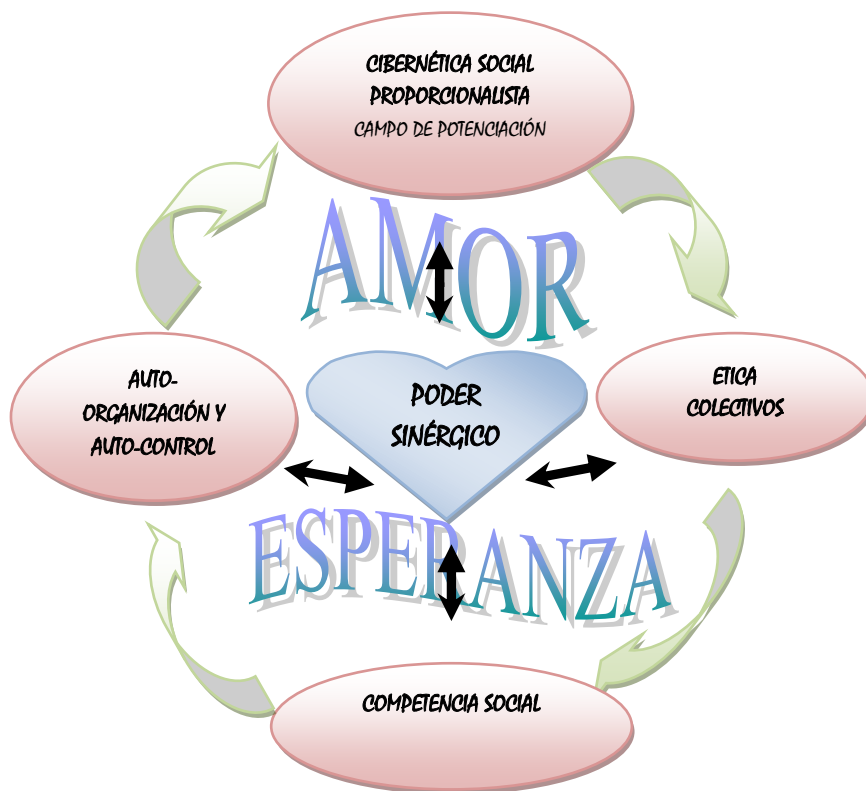 CIBERNÉTICA SOCIAL
PROPORCIONALISTA
CAMPO DE POTENCIACIÓN
AMOR
AUTO-
ORGANIZACIÓN Y
AUTO-CONTROL
PODER
SINÉRGICO
ETICA
COLECTIVOS
ESPERANZA
COMPETENCIA SOCIAL